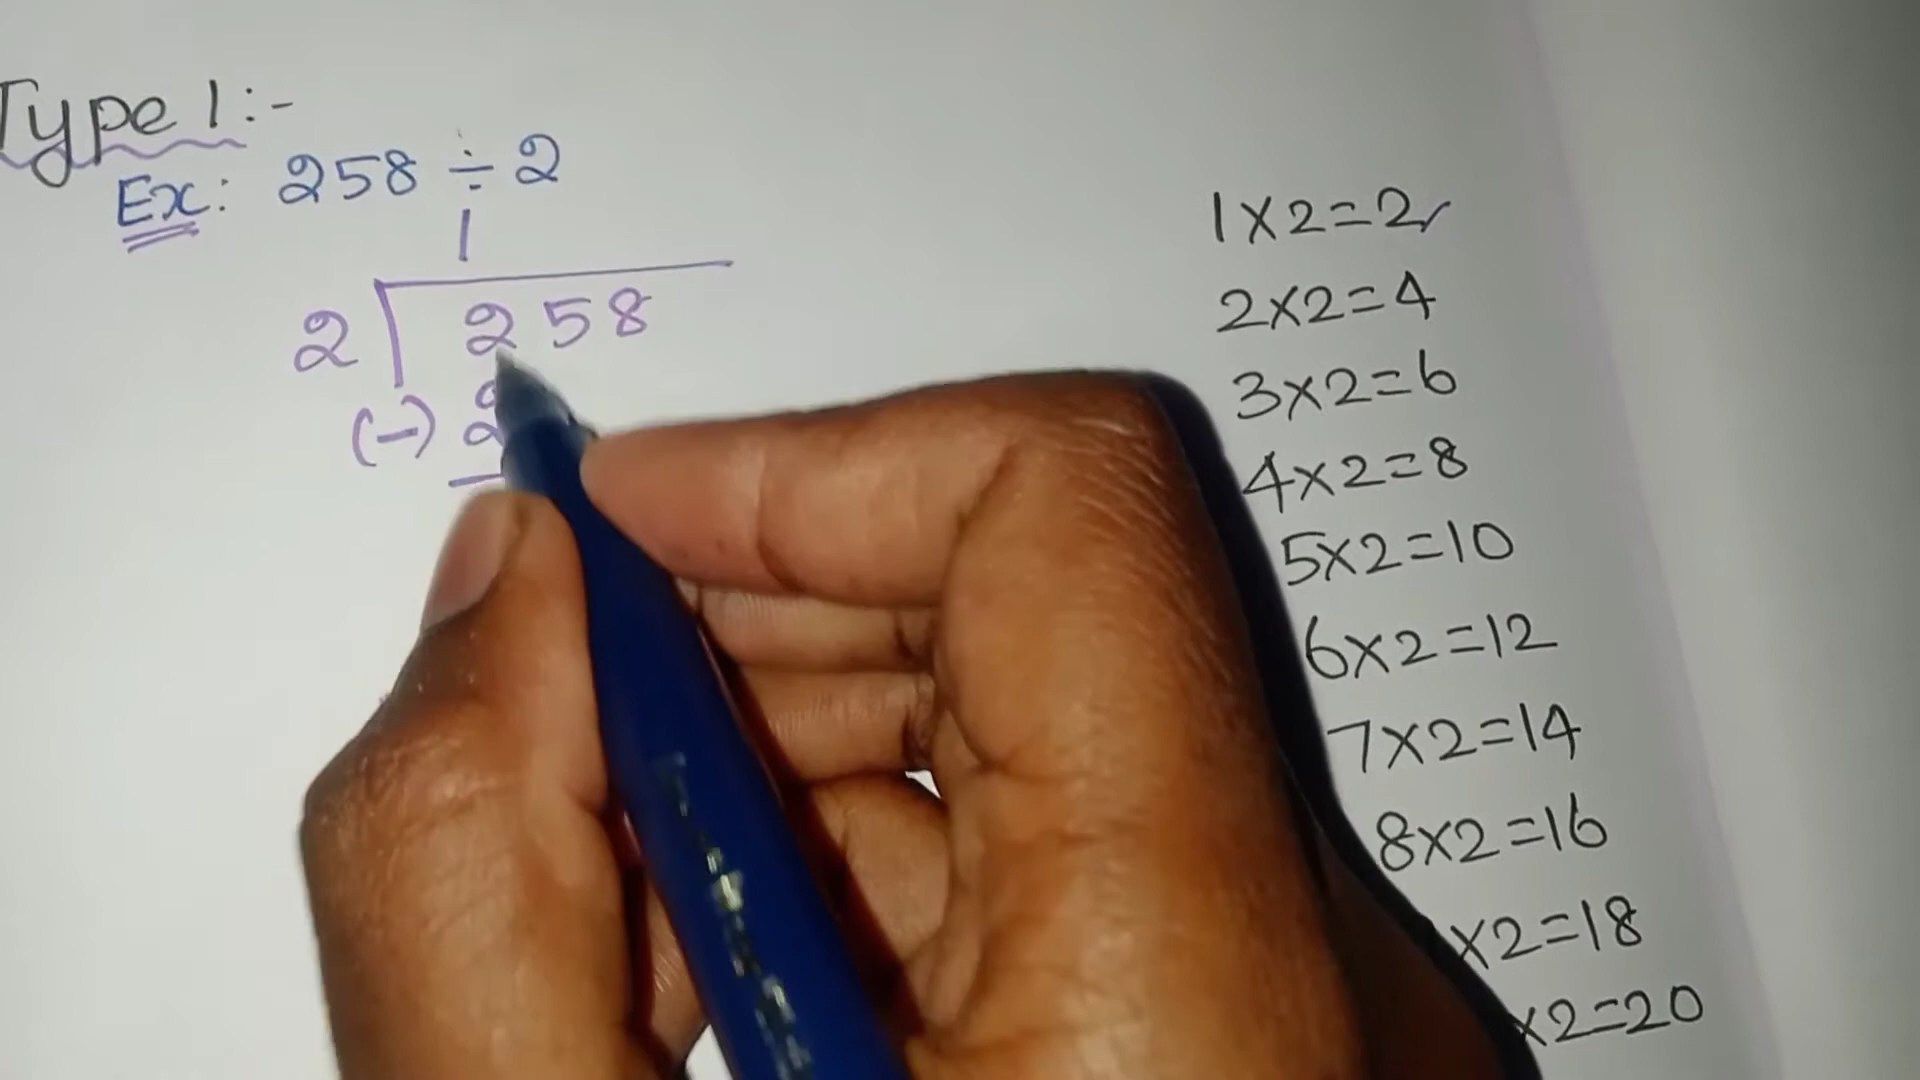 Type 1:-
Ex: 258 ÷ 2
1
2 258
(-) 2
1x2=2
2x2=4
3x2=6
4x2=8
5x2=10
6x2=12
7x2=14
8x2=16
x2=18
x2=20